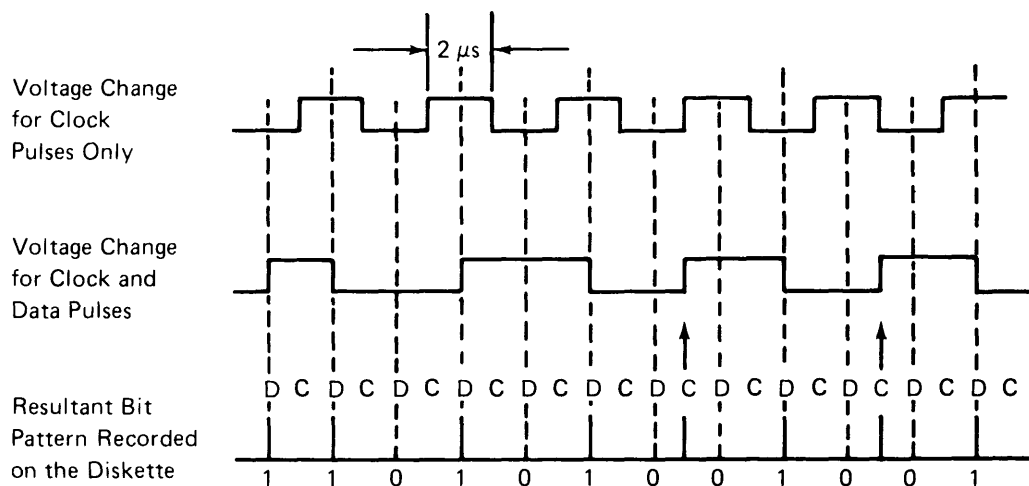 2 μs
Voltage Change
for Clock
Pulses Only
Voltage Change
for Clock and
Data Pulses
D C D C D C D C D C D C D C D C D C D C D C D C
Resultant Bit
Pattern Recorded
on the Diskette
1 1 0 1 0 1 0 0 1 0 0 1